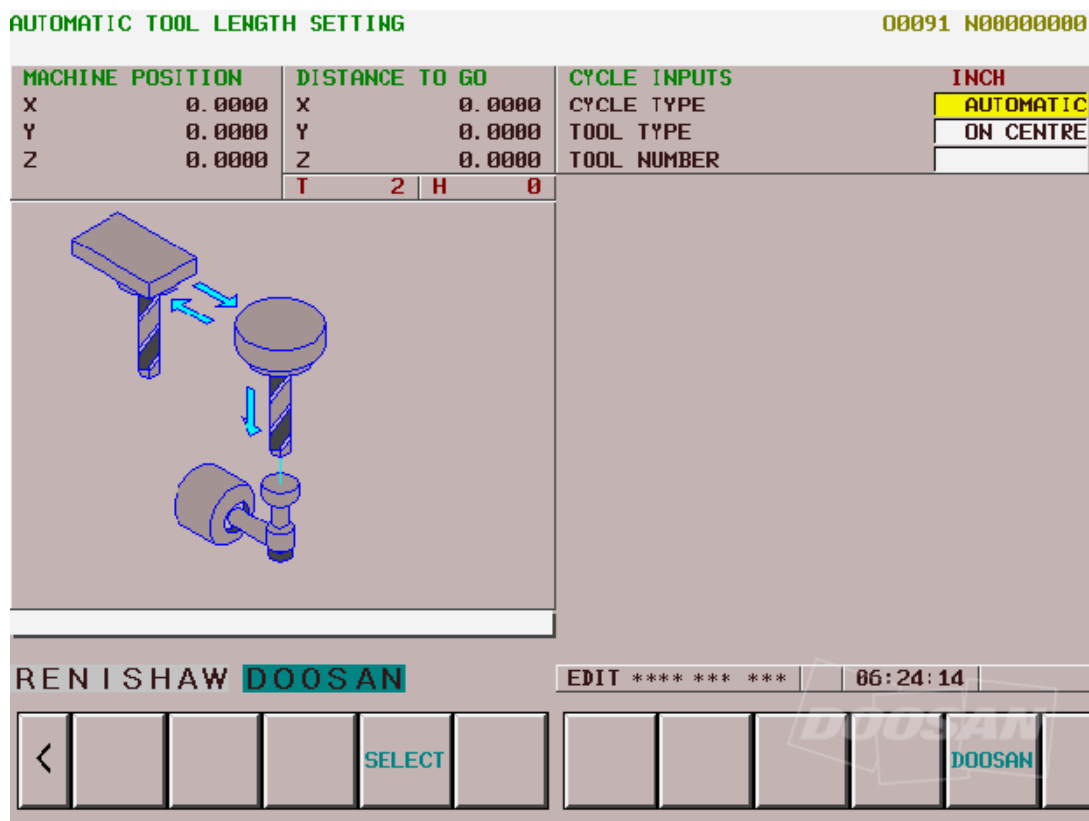 AUTOMATIC TOOL LENGTH SETTING O0091 N00000000
MACHINE POSITION DISTANCE TO GO CYCLE INPUTS INCH
X 0.0000 X 0.0000 CYCLE TYPE AUTOMATIC
Y 0.0000 Y 0.0000 TOOL TYPE ON CENTRE
Z 0.0000 Z 0.0000 TOOL NUMBER
T 2 H 0
RENISHAW DOOSAN EDIT **** *** *** 06:24:14
DOOSAN
< SELECT DOOSAN